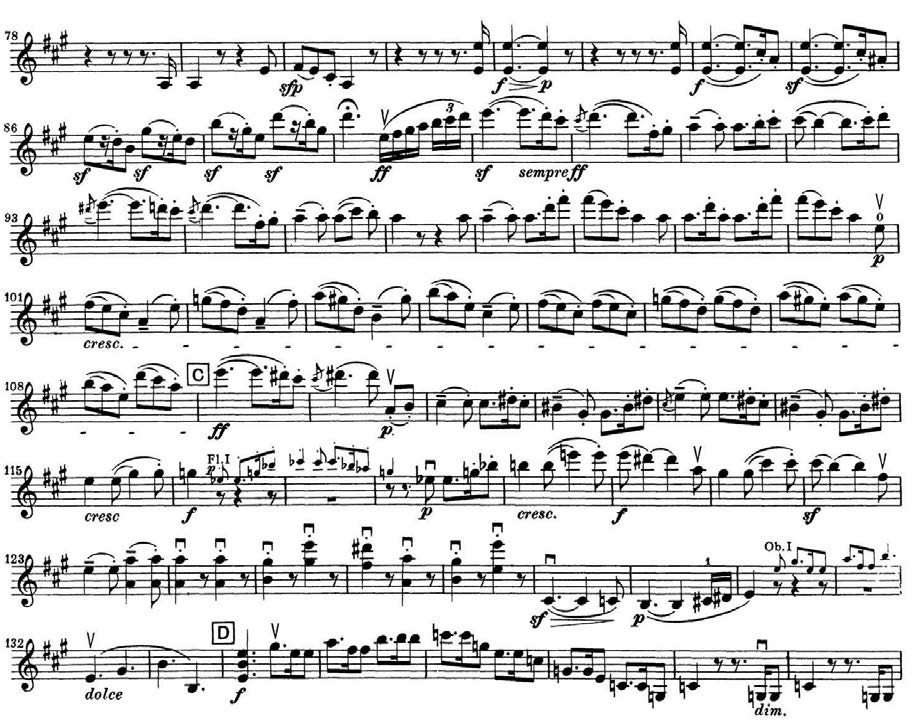 78 sfp f p f sf
86 sf sf sf sf ff 3 sf sempre ff
93 p
101 cresc.
108 C ff p
115 cresc f Fl.I p p cresc. f sf
123 sf p 1 Ob.I
132 dolce D f dim.